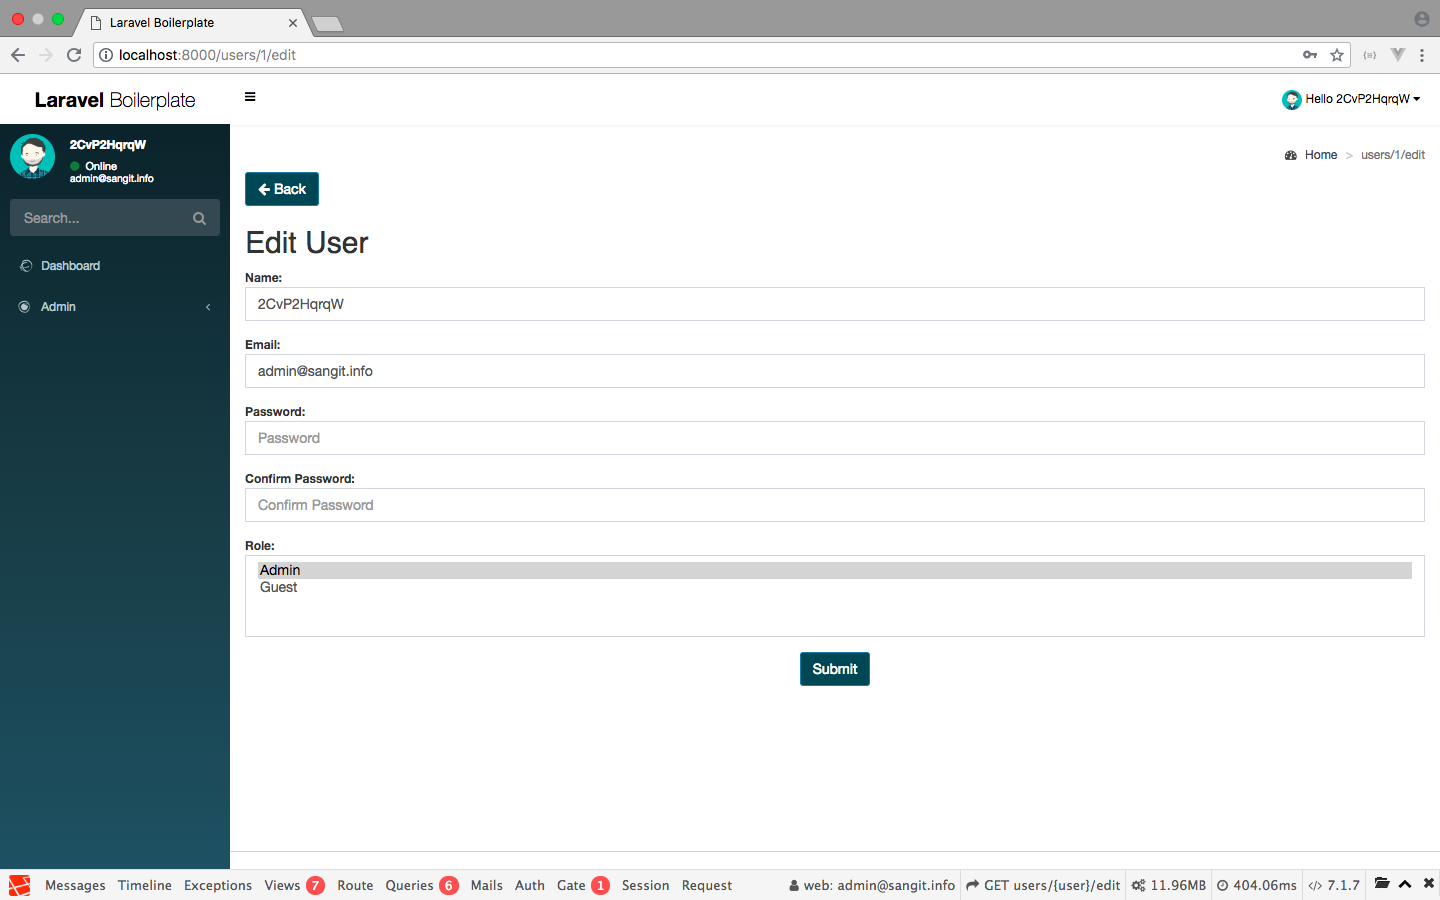 Laravel Boilerplate
localhost:8000/users/1/edit
Laravel Boilerplate
Hello 2CvP2HqrqW
2CvP2HqrqW
Online
admin@sangit.info
Search...
Dashboard
Admin
Home > users/1/edit
Back
Edit User
Name:
2CvP2HqrqW
Email:
admin@sangit.info
Password:
Password
Confirm Password:
Confirm Password
Role:
Admin
Guest
Submit
Messages Timeline Exceptions Views 7 Route Queries 6 Mails Auth Gate 1 Session Request web: admin@sangit.info GET users/{user}/edit 11.96MB 404.06ms 7.1.7